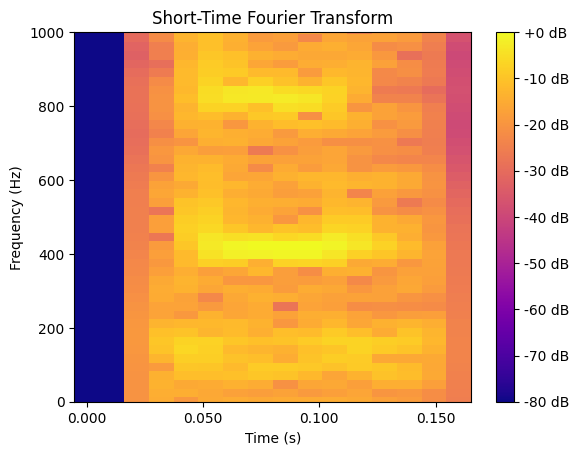 Short-Time Fourier Transform
1000
800
600
400
200
0
Frequency (Hz)
0.000
0.050
0.100
0.150
Time (s)
+0 dB
-10 dB
-20 dB
-30 dB
-40 dB
-50 dB
-60 dB
-70 dB
-80 dB